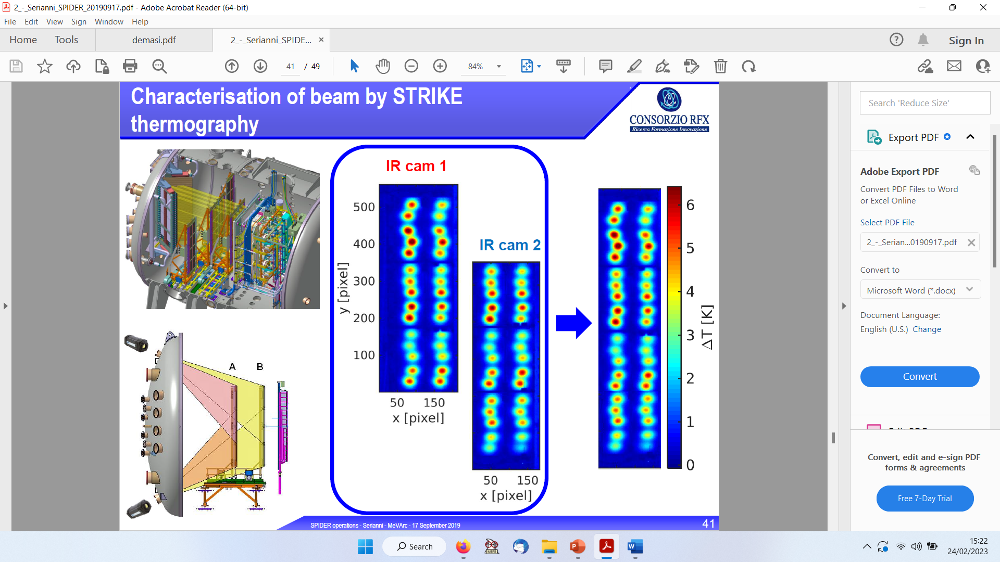 2_-_Serianni_SPIDER_20190917.pdf - Adobe Acrobat Reader (64-bit)
File Edit View Sign Window Help
Home Tools demasi.pdf 2_-_Serianni_SPIDE... × Sign In
41 / 49 84%
Characterisation of beam by STRIKE
thermography
CONSORZIO RFX
Ricerca Formazione Innovazione
IR cam 1
500
400
300
200
100
y [pixel]
50 150
x [pixel]
IR cam 2
50 150
x [pixel]
6
5
4
3
2
1
0
ΔT [K]
A B
SPIDER operations - Serianni - MeVArc - 17 September 2019
41
Search 'Reduce Size'
Export PDF
Adobe Export PDF
Convert PDF Files to Word
or Excel Online
Select PDF File
2_-_Serian...0190917.pdf
Convert to
Microsoft Word (*.docx)
Document Language:
English (U.S.) Change
Convert
Convert, edit and e-sign PDF
forms & agreements
Free 7-Day Trial
Search
15:22
24/02/2023